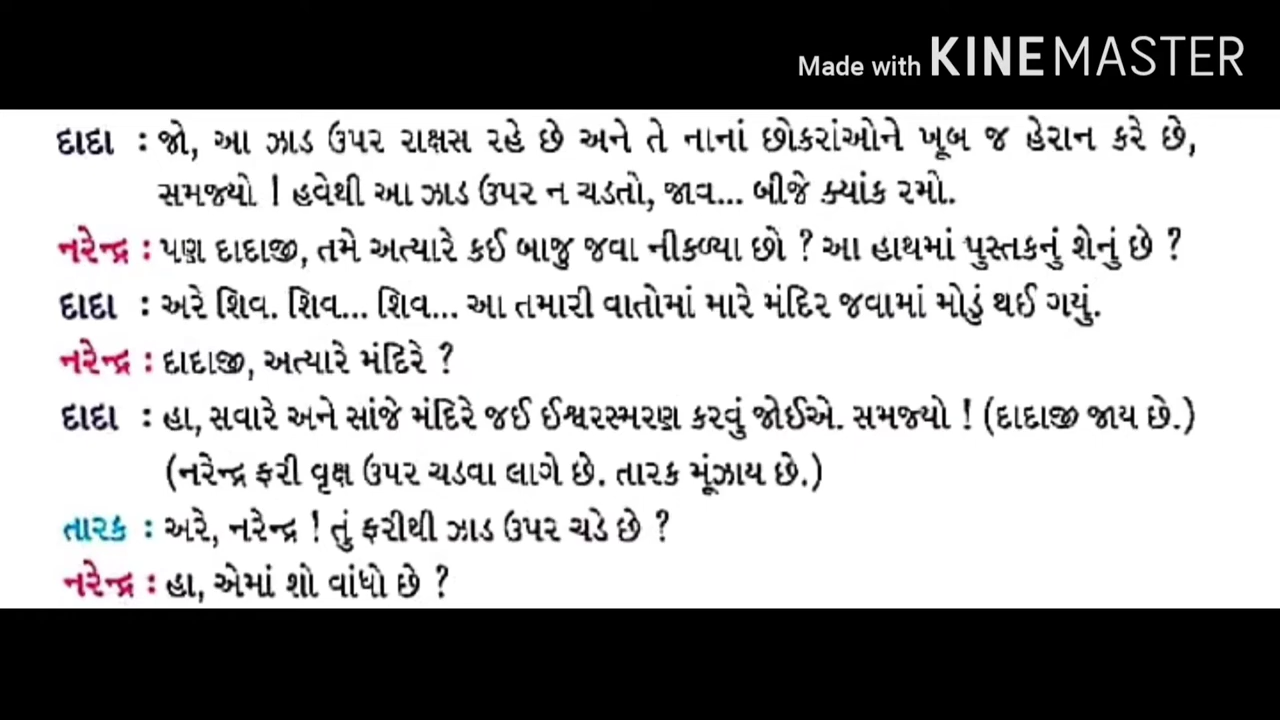 Made with KINEMASTER
દાદા : જો, આ ઝાડ ઉપર રાક્ષસ રહે છે અને તે નાનાં છોકરાંઓને ખૂબ જ હેરાન કરે છે,
સમજ્યો ! હવેથી આ ઝાડ ઉપર ન ચડતો, જાવ... બીજે ક્યાંક રમો.
નરેન્દ્ર : પણ દાદાજી, તમે અત્યારે કઈ બાજુ જવા નીકળ્યા છો ? આ હાથમાં પુસ્તકનું શેનું છે ?
દાદા : અરે શિવ. શિવ... શિવ... આ તમારી વાતોમાં મારે મંદિર જવામાં મોડું થઈ ગયું.
નરેન્દ્ર : દાદાજી, અત્યારે મંદિરે ?
દાદા : હા, સવારે અને સાંજે મંદિરે જઈ ઈશ્વરસ્મરણ કરવું જોઈએ. સમજ્યો ! (દાદાજી જાય છે.)
(નરેન્દ્ર ફરી વૃક્ષ ઉપર ચડવા લાગે છે. તારક મૂંઝાય છે.)
તારક : અરે, નરેન્દ્ર ! તું ફરીથી ઝાડ ઉપર ચડે છે ?
નરેન્દ્ર : હા, એમાં શો વાંધો છે ?